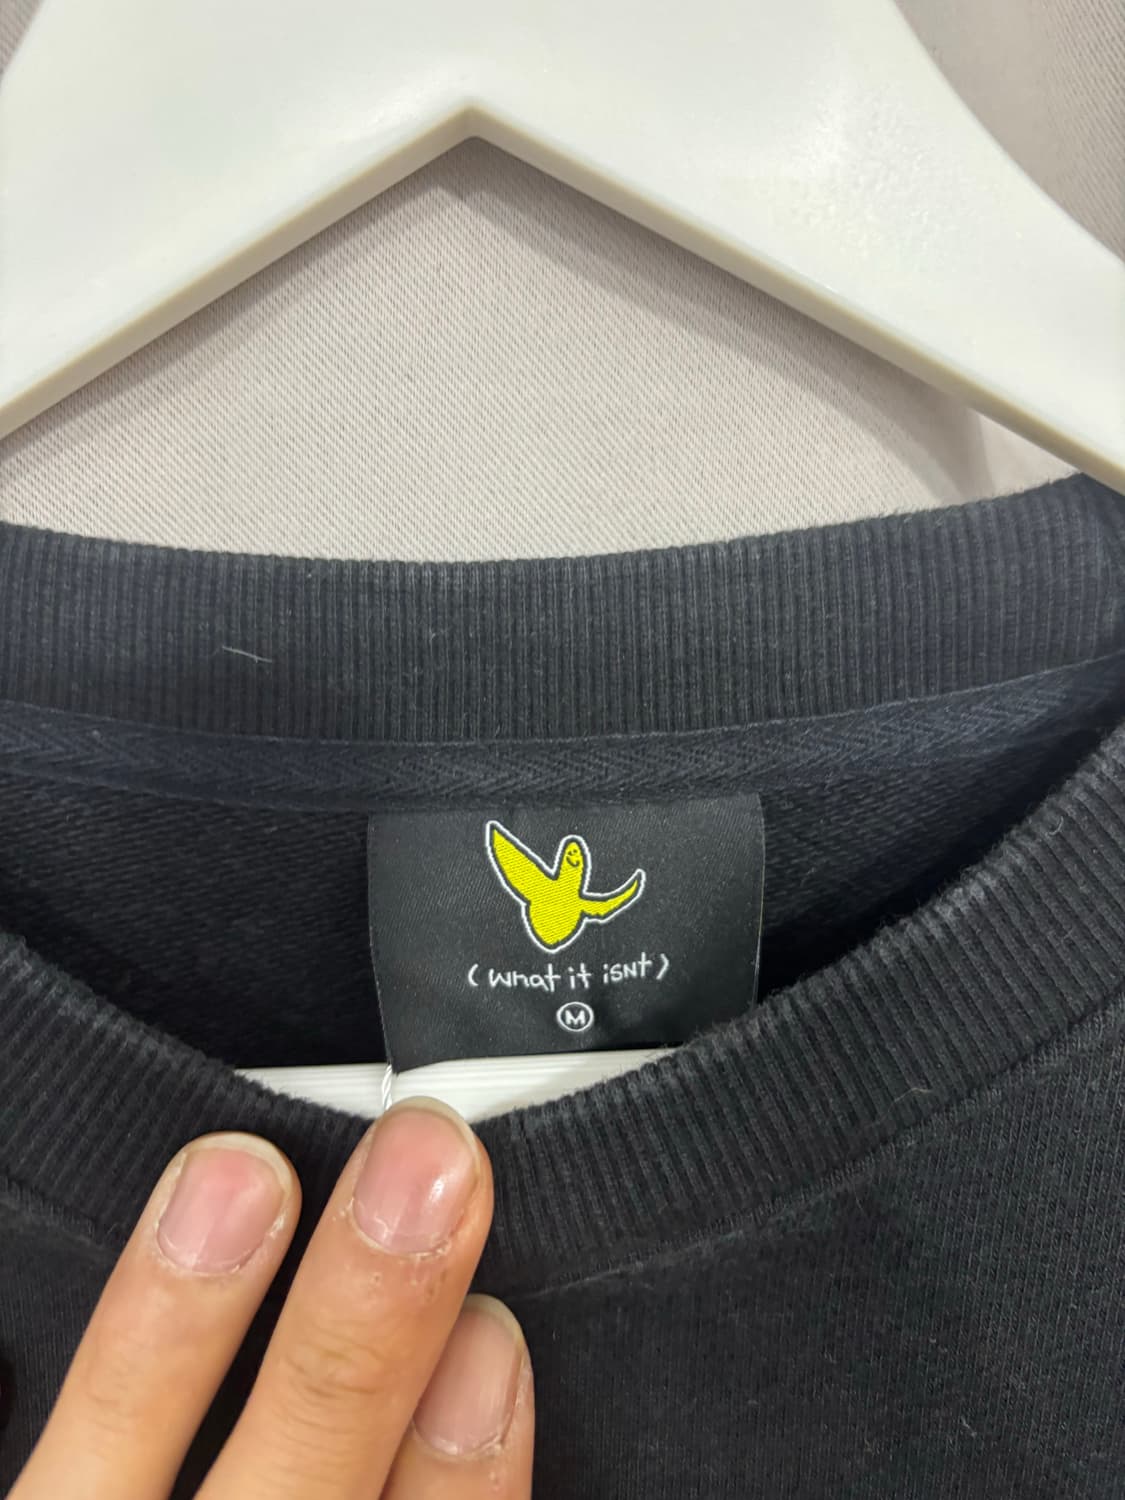 (what it isNt)
M